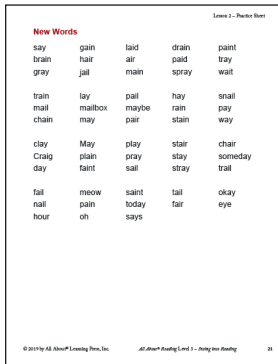 Lesson 2 – Practice Sheet
New Words
say gain laid drain paint
brain hair air paid tray
gray jail main spray wait
train lay pail hay snail
mail mailbox maybe rain pay
chain may pair stain way
clay May play stair chair
Craig plain pray stay someday
day faint sail stray trail
fail meow saint tail okay
nail pain today fair eye
hour oh says
© 2019 by All About® Learning Press, Inc. All About® Reading Level 3 – Diving into Reading 21